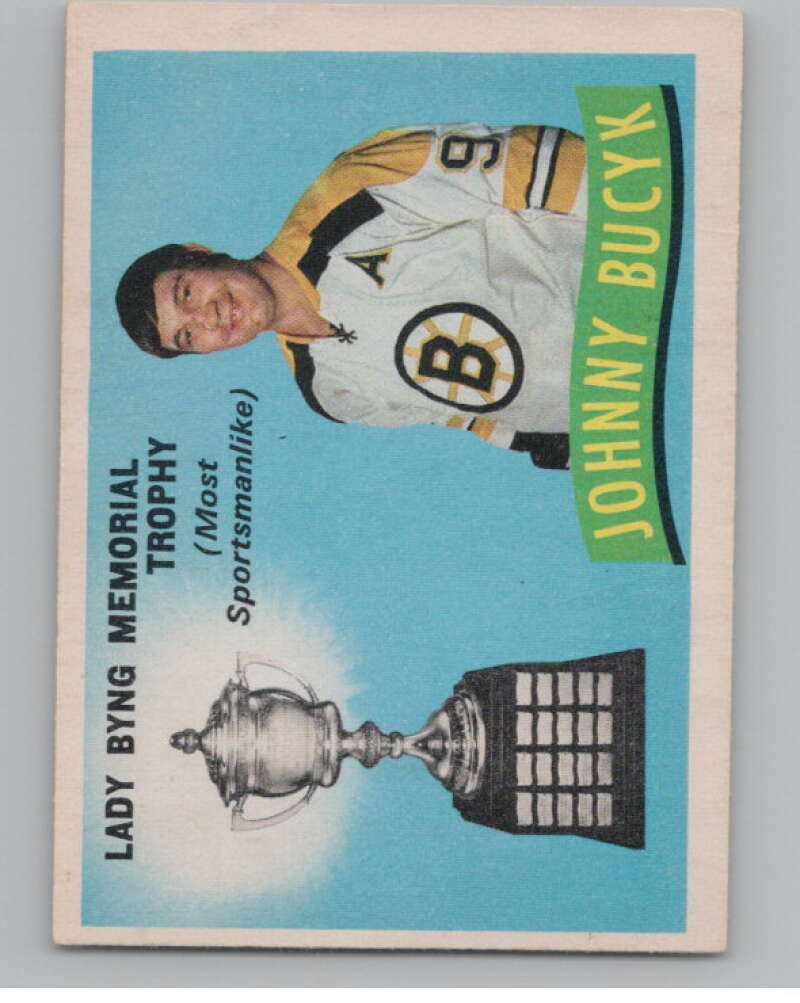 LADY BYNG MEMORIAL
TROPHY
(Most
Sportsmanlike)
A
9
B
JOHNNY BUCYK